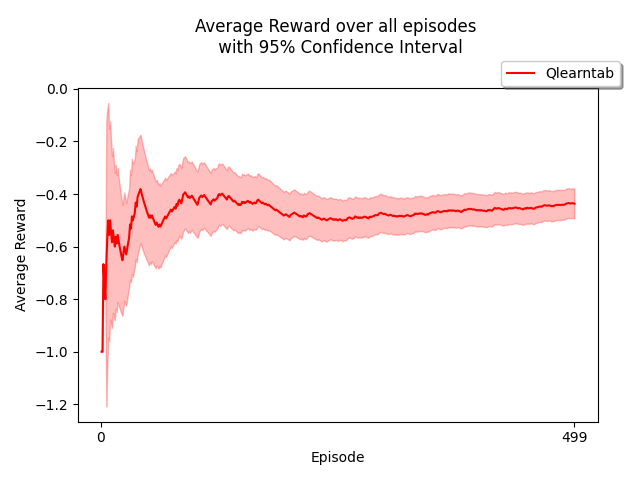 Average Reward over all episodes
with 95% Confidence Interval
Qlearntab
0.0
−0.2
−0.4
−0.6
−0.8
−1.0
−1.2
Average Reward
0 499
Episode